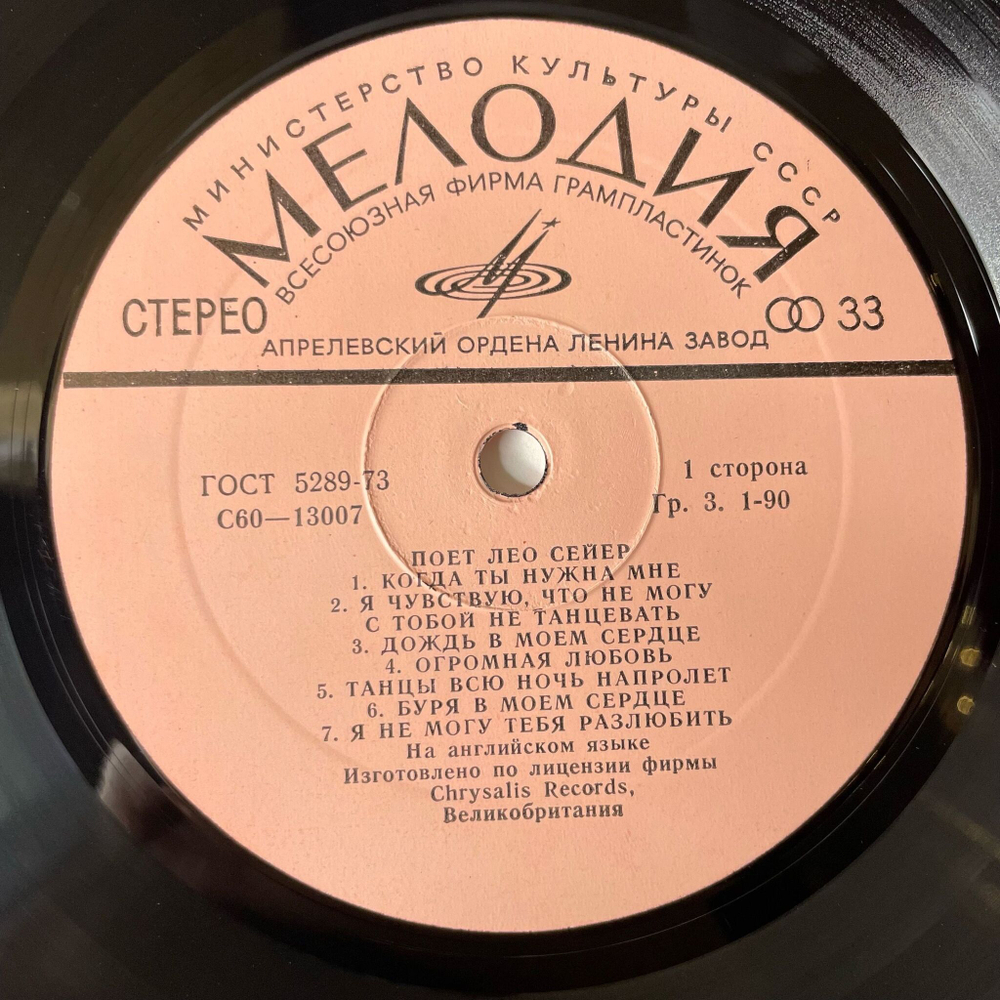 МИНИСТЕРСТВО КУЛЬТУРЫ СССР
МЕЛОДИЯ
ВСЕСОЮЗНАЯ ФИРМА ГРАМПЛАСТИНОК
СТЕРЕО
33
АПРЕЛЕВСКИЙ ОРДЕНА ЛЕНИНА ЗАВОД
ГОСТ 5289-73
1 сторона
С60—13007
Гр. 3. 1-90
ПОЕТ ЛЕО СЕЙЕР
1. КОГДА ТЫ НУЖНА МНЕ
2. Я ЧУВСТВУЮ, ЧТО НЕ МОГУ
С ТОБОЙ НЕ ТАНЦЕВАТЬ
3. ДОЖДЬ В МОЕМ СЕРДЦЕ
4. ОГРОМНАЯ ЛЮБОВЬ
5. ТАНЦЫ ВСЮ НОЧЬ НАПРОЛЕТ
6. БУРЯ В МОЕМ СЕРДЦЕ
7. Я НЕ МОГУ ТЕБЯ РАЗЛЮБИТЬ
На английском языке
Изготовлено по лицензии фирмы
Chrysalis Records,
Великобритания